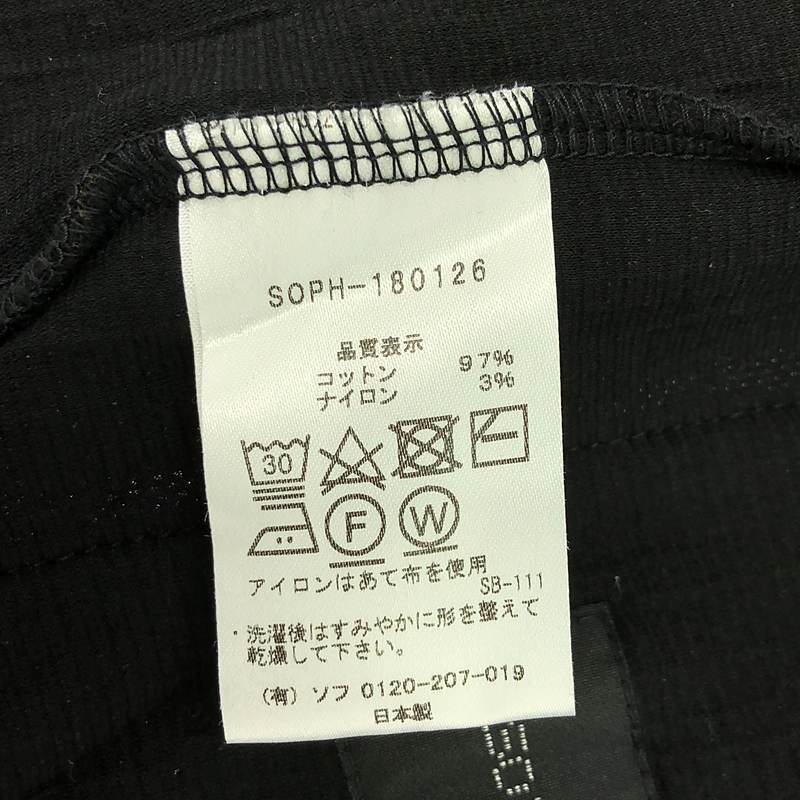 SOPH-180126
品質表示
コットン 97%
ナイロン 3%
30
F W
アイロンはあて布を使用
SB-111
・洗濯後はすみやかに形を整えて
乾燥して下さい。
(有) ソフ 0120-207-019
日本製